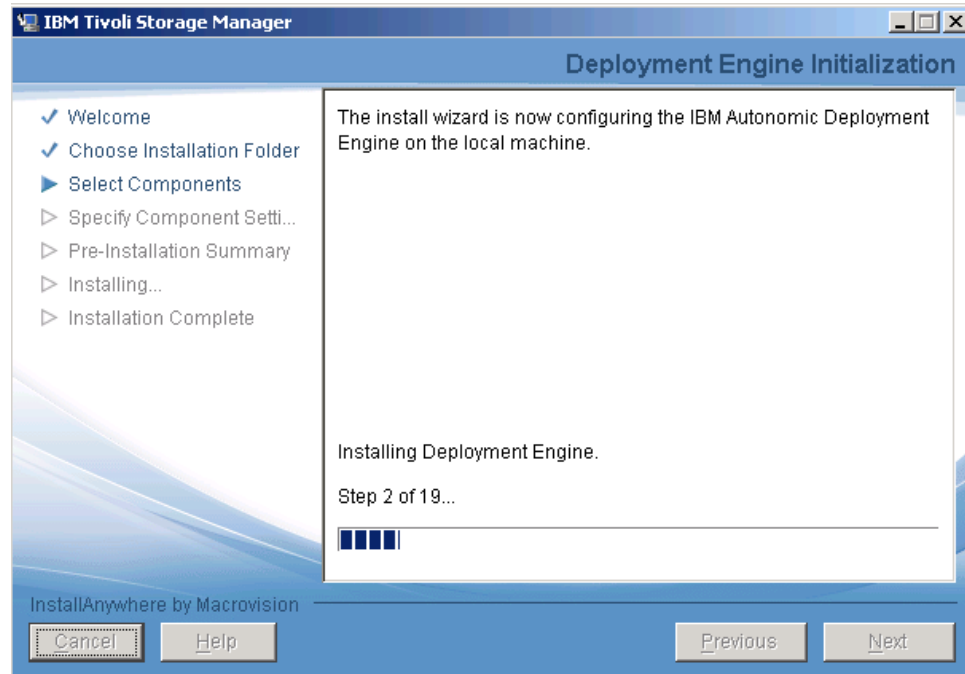 IBM Tivoli Storage Manager
Deployment Engine Initialization
Welcome
Choose Installation Folder
Select Components
Specify Component Setti...
Pre-Installation Summary
Installing...
Installation Complete
The install wizard is now configuring the IBM Autonomic Deployment
Engine on the local machine.
Installing Deployment Engine.
Step 2 of 19...
InstallAnywhere by Macrovision
Cancel
Help
Previous
Next